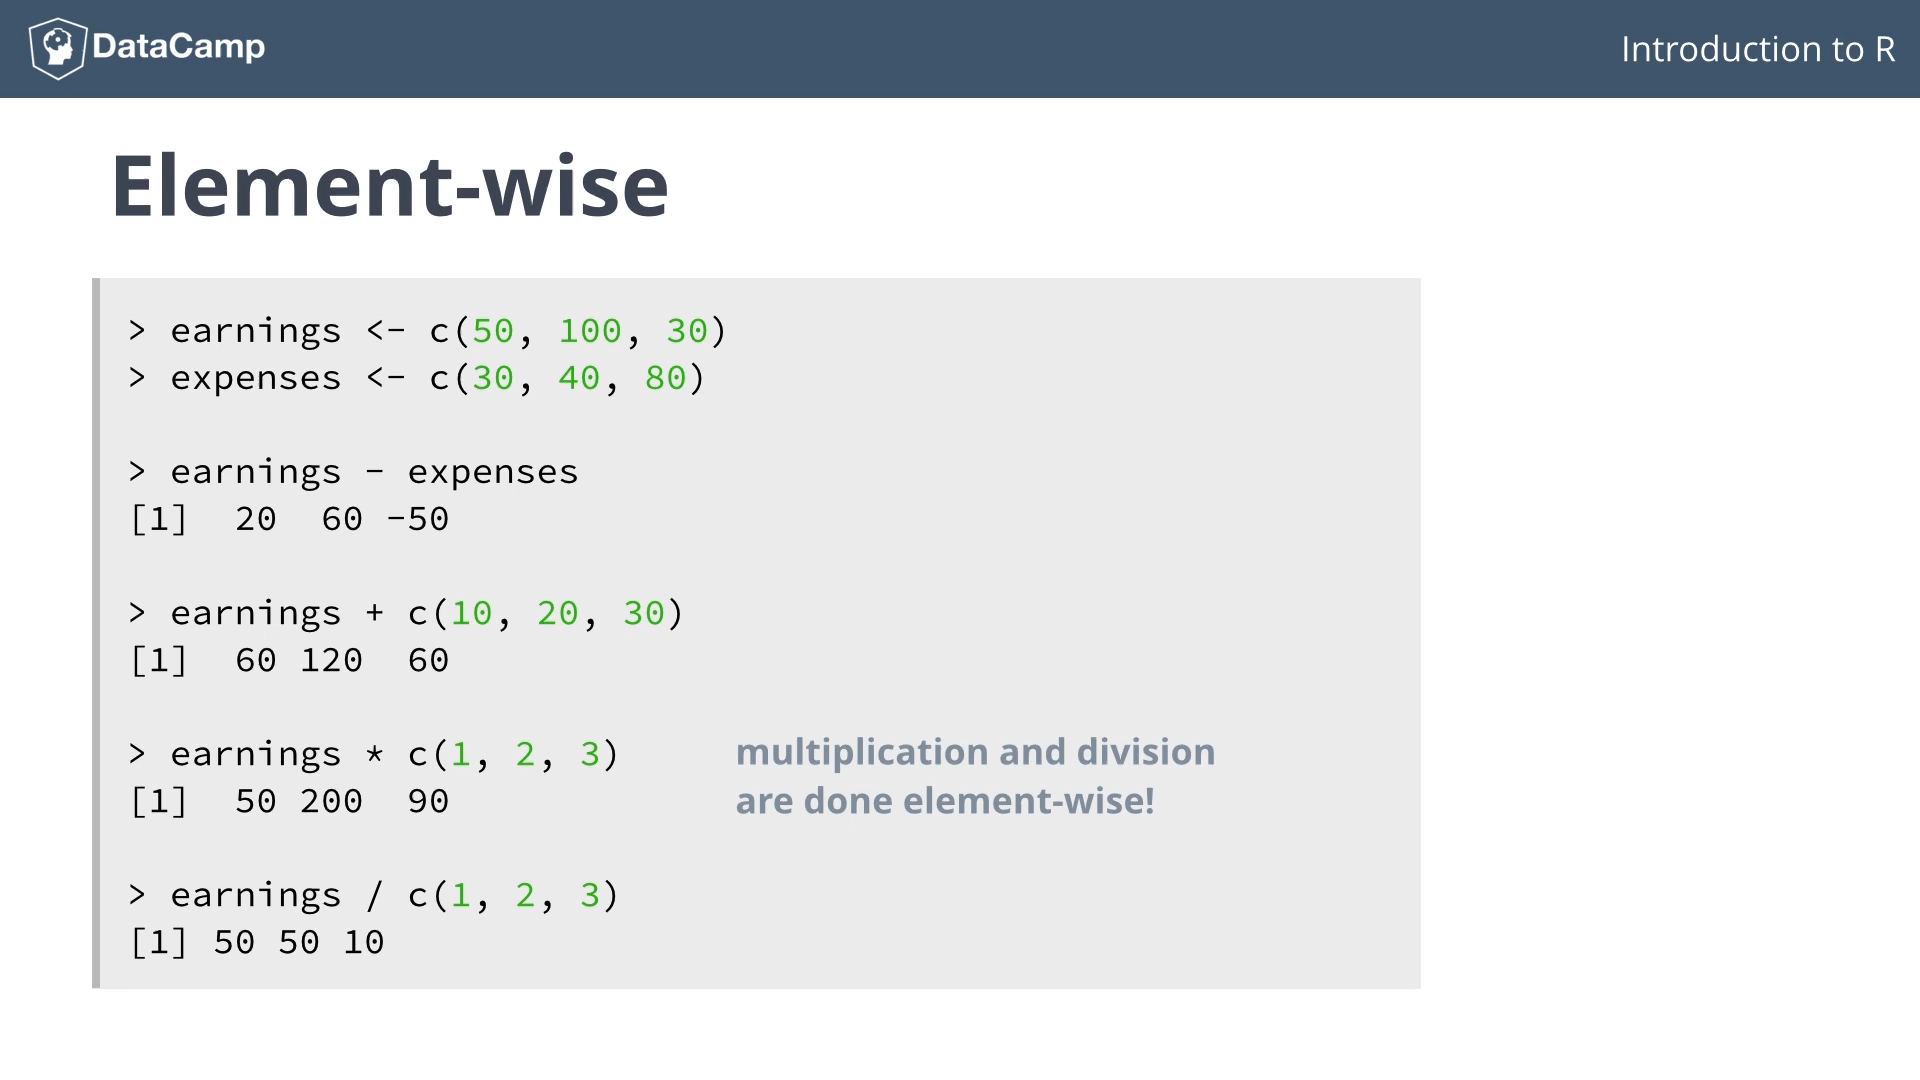 DataCamp
Introduction to R
Element-wise
> earnings <- c(50, 100, 30)
> expenses <- c(30, 40, 80)
> earnings - expenses
[1]  20  60 -50
> earnings + c(10, 20, 30)
[1]  60 120  60
> earnings * c(1, 2, 3)
[1]  50 200  90
multiplication and division
are done element-wise!
> earnings / c(1, 2, 3)
[1] 50 50 10